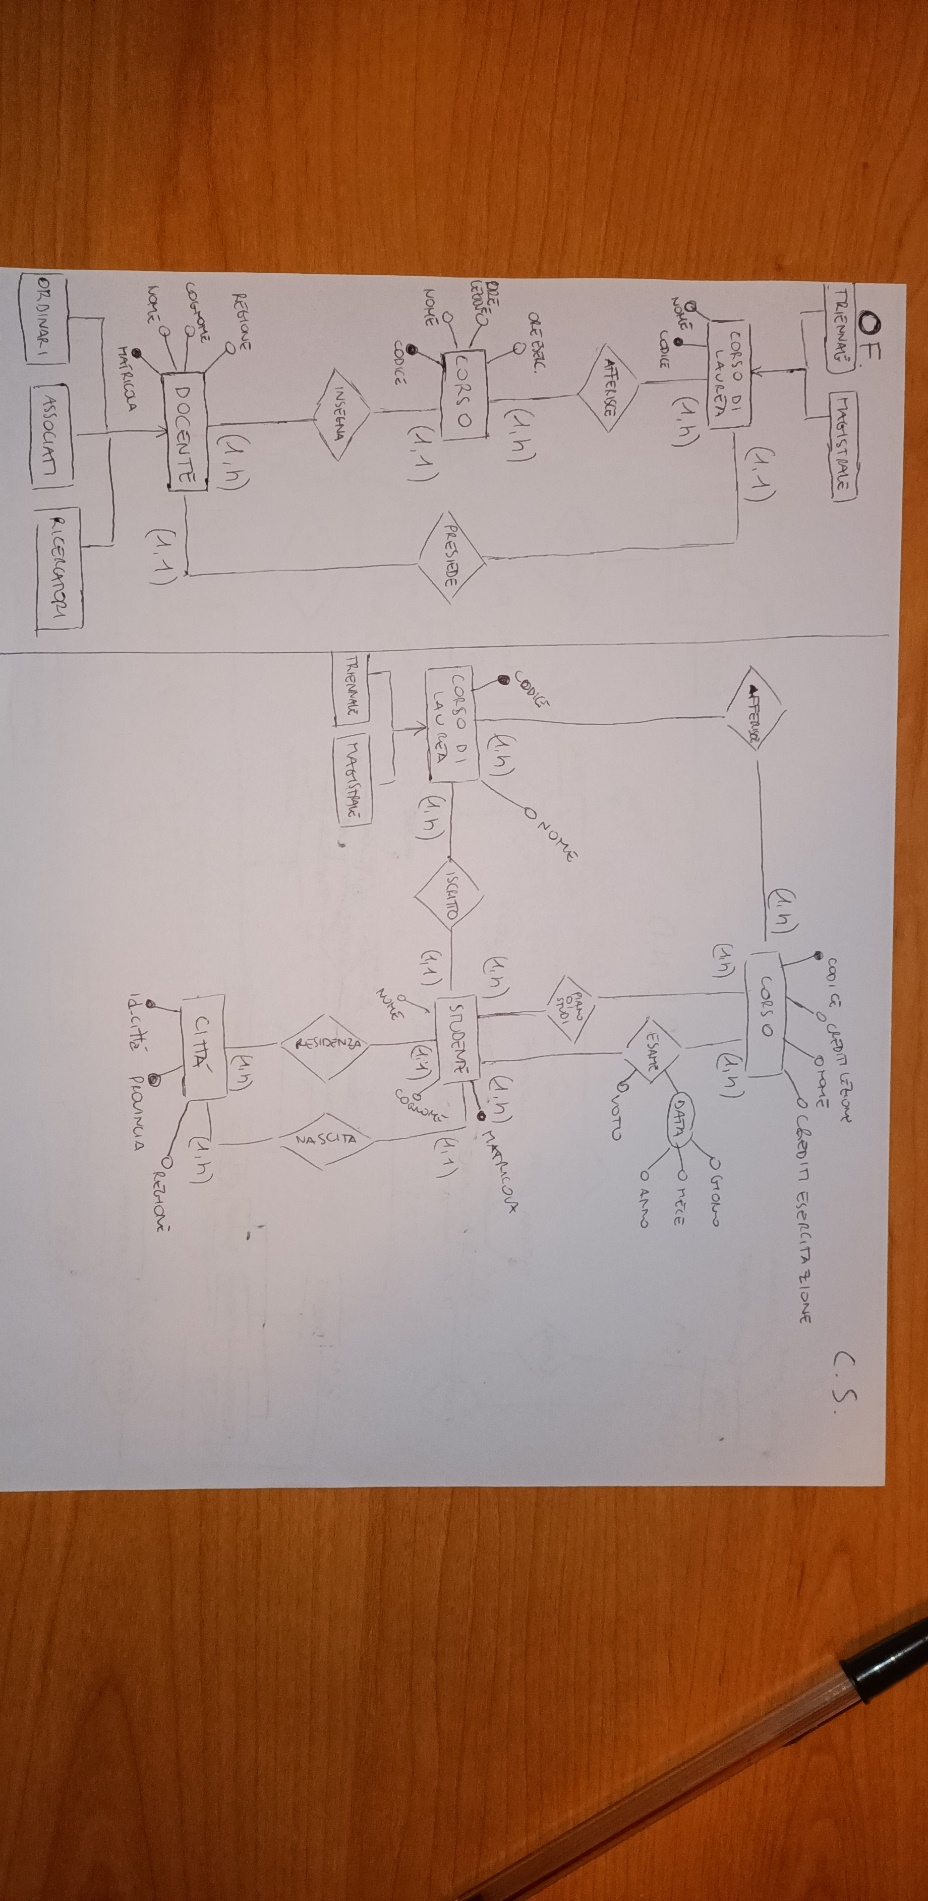 O F.
TRIENNALE
MAGISTRALE
CORSO DI
LAUREA
NOME
CODICE
(1,n)
(1,1)
AFFERISCE
ORE ESERC.
ORE
LEZIONE
NOME
CODICE
CORSO
(1,n)
(1,1)
INSEGNA
PRESIEDE
REGIONE
COGNOME
NOME
MATRICOLA
DOCENTE
(1,n)
(1,1)
ORDINARI
ASSOCIATI
RICERCATORI
C.S.
AFFERISCE
(1,n)
CORSO
CODICE
CREDITI LEZIONE
NOME
CREDITI ESERCITAZIONE
(1,n)
(1,n)
CODICE
CORSO DI
LAUREA
(1,n)
NOME
TRIENNALE
MAGISTRALE
(1,n)
ISCRITTO
(1,1)
PIANO
DI
STUDI
ESAME
VOTO
DATA
GIORNO
MESE
ANNO
(1,n)
(1,n)
STUDENTE
NOME
COGNOME
MATRICOLA
(1,1)
(1,1)
RESIDENZA
NASCITA
(1,n)
(1,n)
CITTÀ
id.città
PROVINCIA
REGIONE